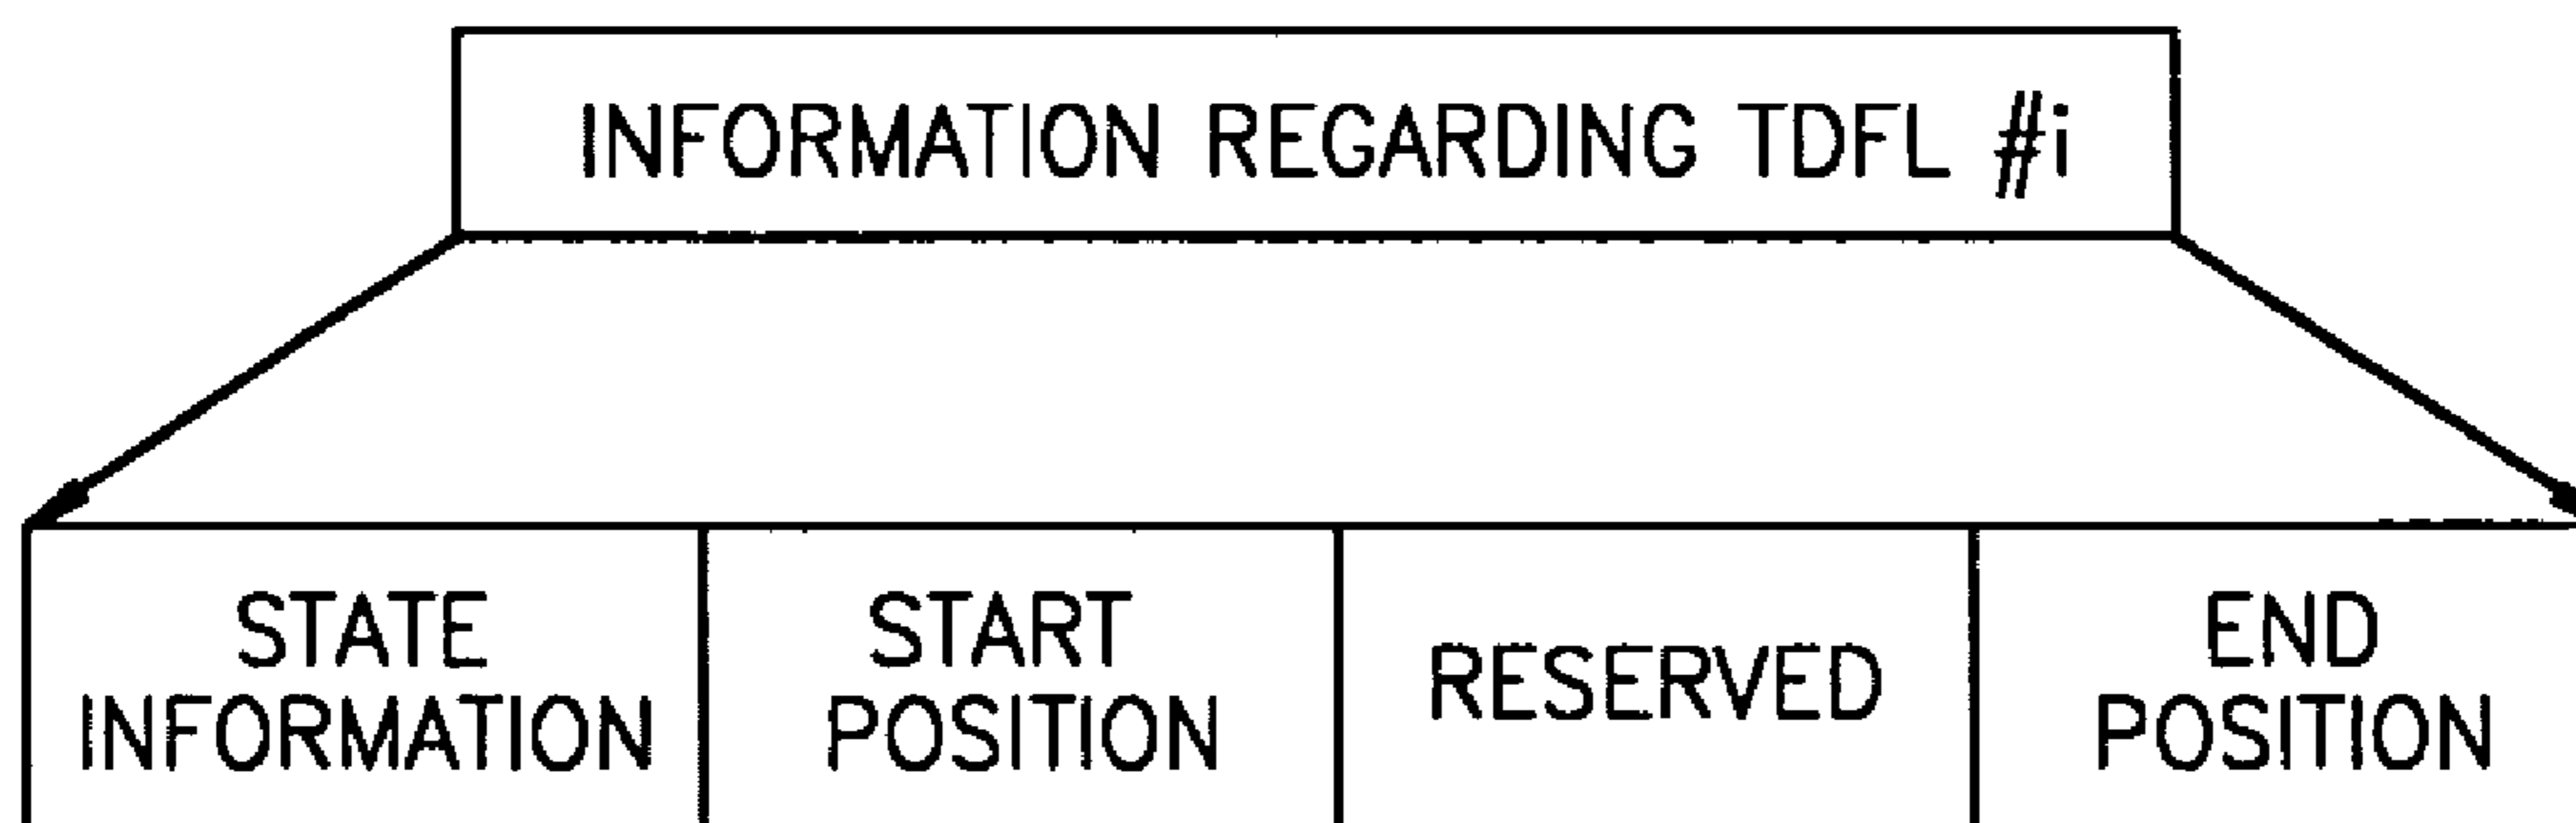 INFORMATION REGARDING TDFL #i
STATE
INFORMATION
START
POSITION
RESERVED
END
POSITION